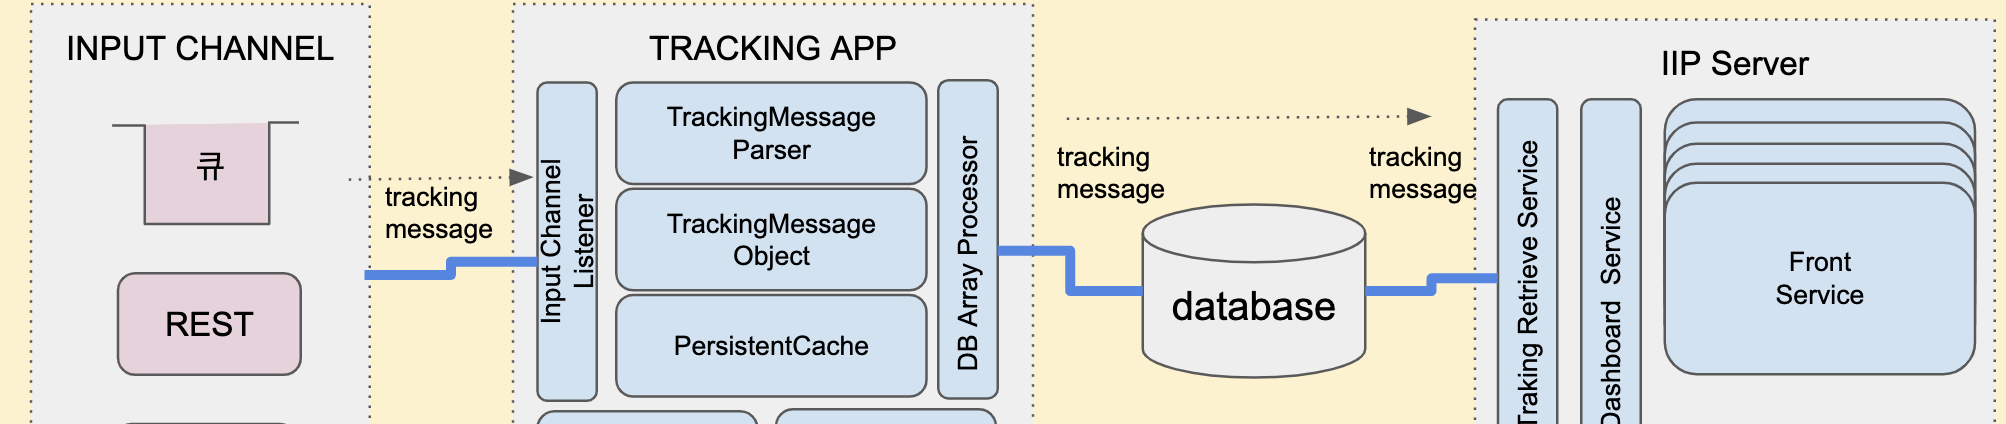 INPUT CHANNEL
큐
REST
tracking
message
TRACKING APP
Input Channel
Listener
TrackingMessage
Parser
TrackingMessage
Object
PersistentCache
DB Array Processor
tracking
message
database
tracking
message
IIP Server
Traking Retrieve Service
Dashboard Service
Front
Service